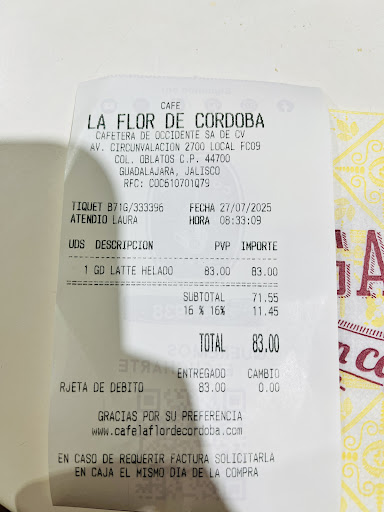 CAFE
LA FLOR DE CORDOBA
CAFETERA DE OCCIDENTE SA DE CV
AV. CIRCUNVALACION 2700 LOCAL FC09
COL. OBLATOS C.P. 44700
GUADALAJARA, JALISCO
RFC: COC610701Q79
TIQUET B71G/333396 FECHA 27/07/2025
ATENDIO LAURA HORA 08:33:09
UDS DESCRIPCION PVP IMPORTE
1 GD LATTE HELADO 83.00 83.00
SUBTOTAL 71.55
16 % 16% 11.45
TOTAL 83.00
ENTREGADO CAMBIO
RJETA DE DEBITO 83.00 0.00
GRACIAS POR SU PREFERENCIA
www.cafelaflordecordoba.com
EN CASO DE REQUERIR FACTURA SOLICITARLA
EN CAJA EL MISMO DIA DE LA COMPRA